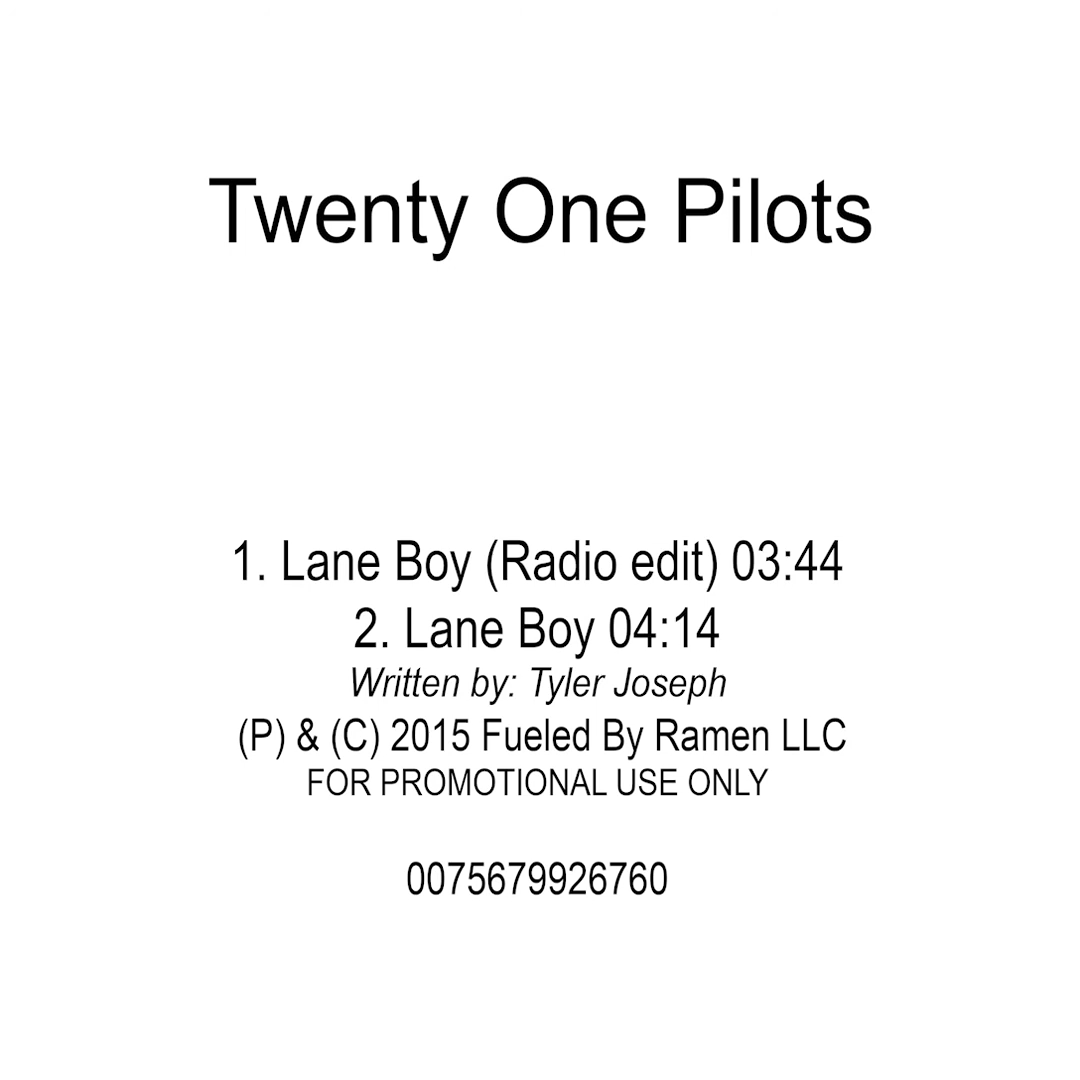 Twenty One Pilots
1. Lane Boy (Radio edit) 03:44
2. Lane Boy 04:14
Written by: Tyler Joseph
(P) & (C) 2015 Fueled By Ramen LLC
FOR PROMOTIONAL USE ONLY
0075679926760